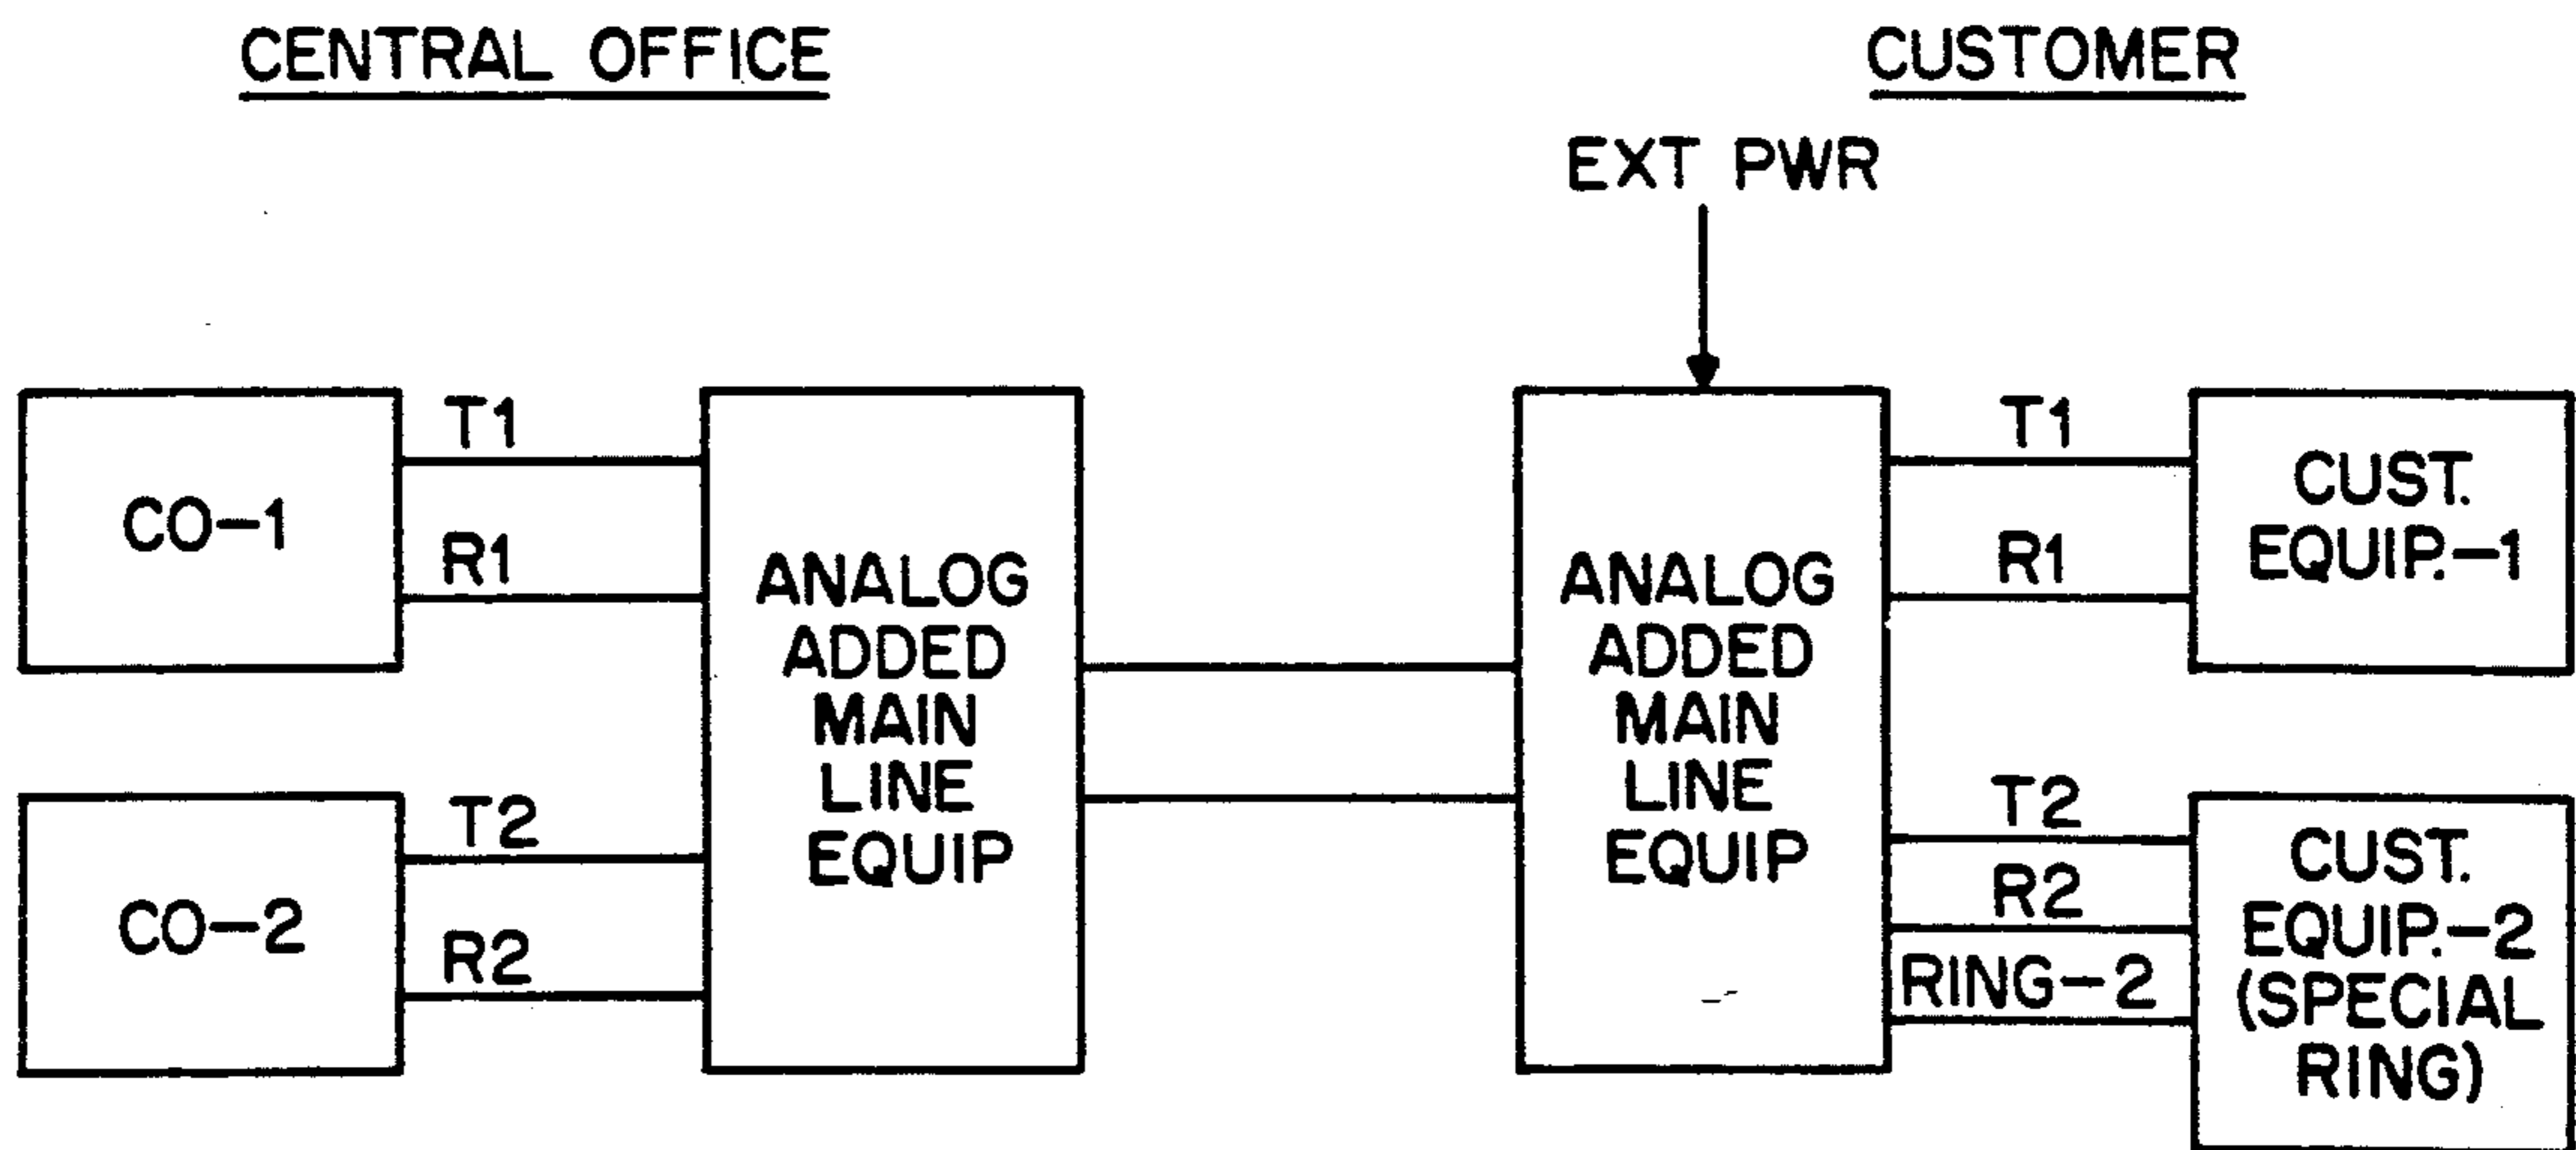 CENTRAL OFFICE
CUSTOMER
EXT PWR
CO-1
T1
R1
CO-2
T2
R2
ANALOG
ADDED
MAIN
LINE
EQUIP
ANALOG
ADDED
MAIN
LINE
EQUIP
T1
R1
CUST.
EQUIP.-1
T2
R2
RING-2
CUST.
EQUIP.-2
(SPECIAL
RING)